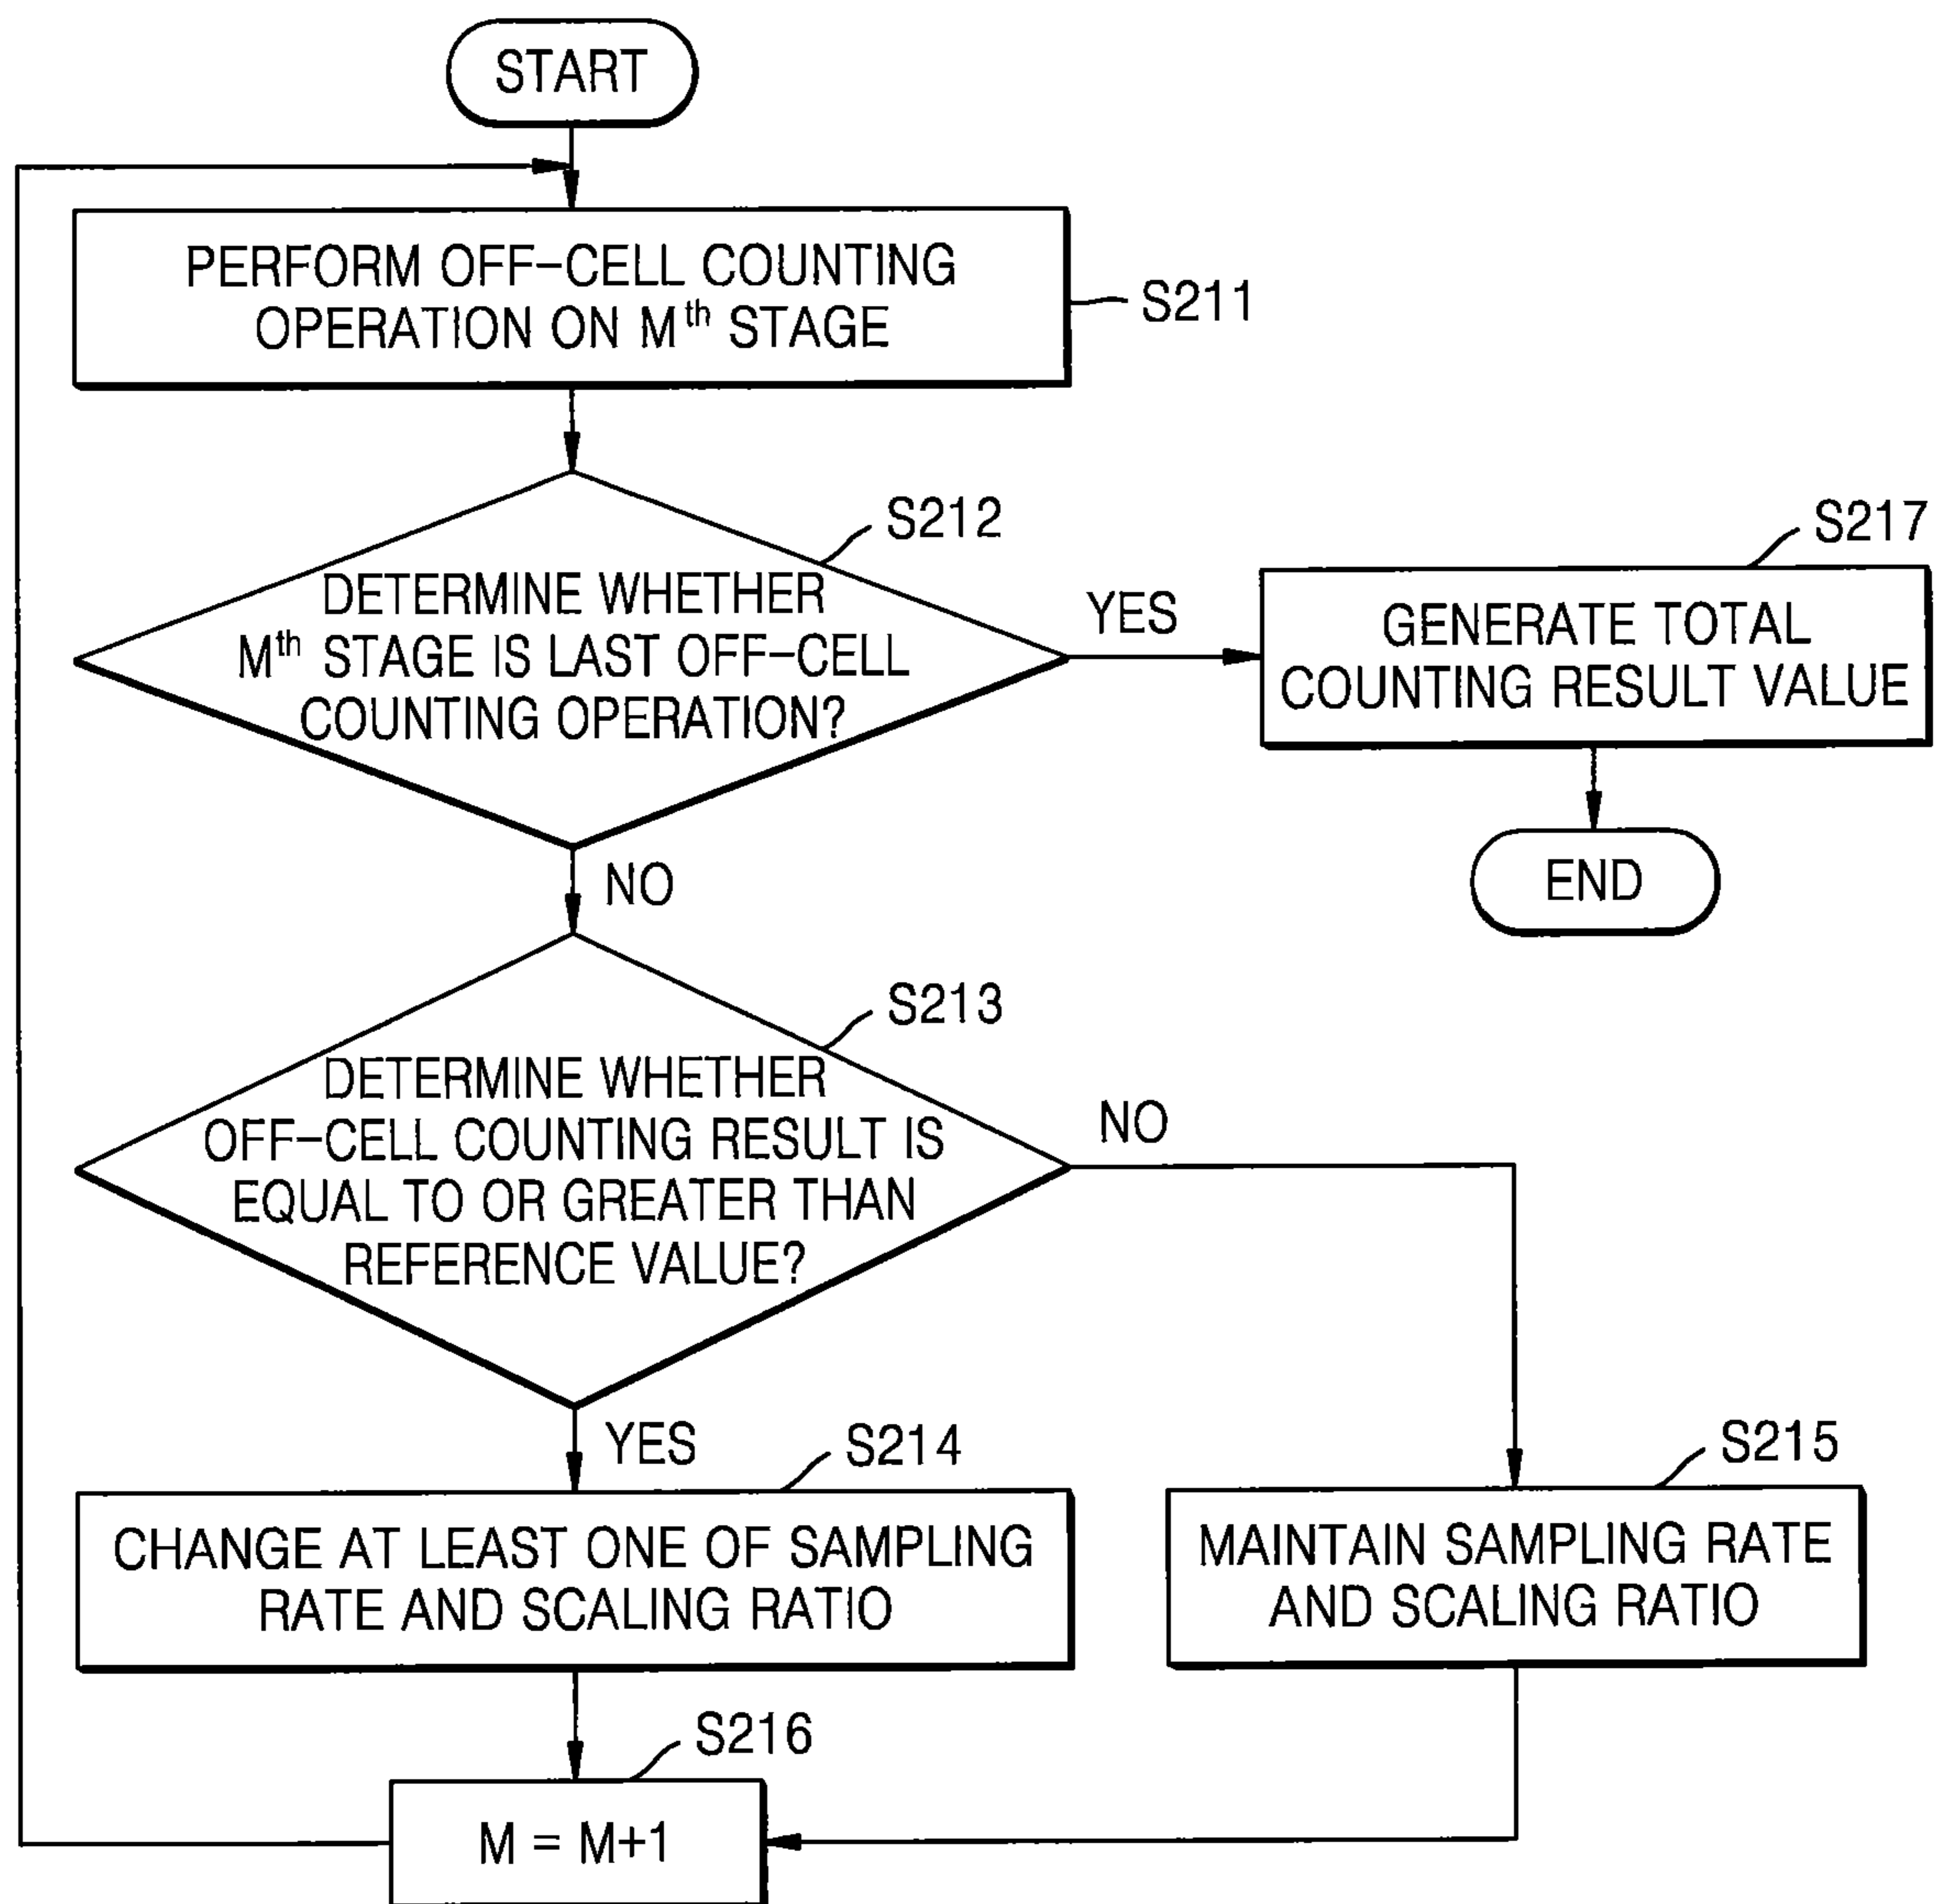 START
PERFORM OFF-CELL COUNTING
OPERATION ON Mth STAGE
S211
S212
DETERMINE WHETHER
Mth STAGE IS LAST OFF-CELL
COUNTING OPERATION?
YES
S217
GENERATE TOTAL
COUNTING RESULT VALUE
END
NO
S213
DETERMINE WHETHER
OFF-CELL COUNTING RESULT IS
EQUAL TO OR GREATER THAN
REFERENCE VALUE?
NO
YES
S214
CHANGE AT LEAST ONE OF SAMPLING
RATE AND SCALING RATIO
S215
MAINTAIN SAMPLING RATE
AND SCALING RATIO
S216
M = M+1